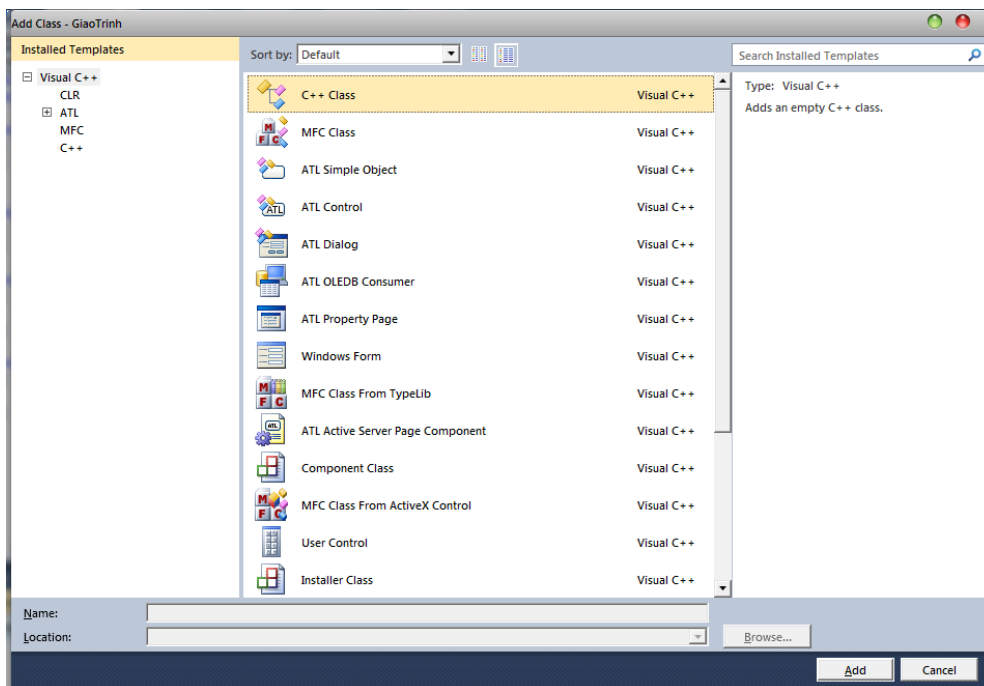 Add Class - GiaoTrinh
Installed Templates
Visual C++
CLR
ATL
MFC
C++
Sort by: Default
Search Installed Templates
C++ Class Visual C++
MFC Class Visual C++
ATL Simple Object Visual C++
ATL Control Visual C++
ATL Dialog Visual C++
ATL OLEDB Consumer Visual C++
ATL Property Page Visual C++
Windows Form Visual C++
MFC Class From TypeLib Visual C++
ATL Active Server Page Component Visual C++
Component Class Visual C++
MFC Class From ActiveX Control Visual C++
User Control Visual C++
Installer Class Visual C++
Type: Visual C++
Adds an empty C++ class.
Name:
Location:
Browse...
Add Cancel